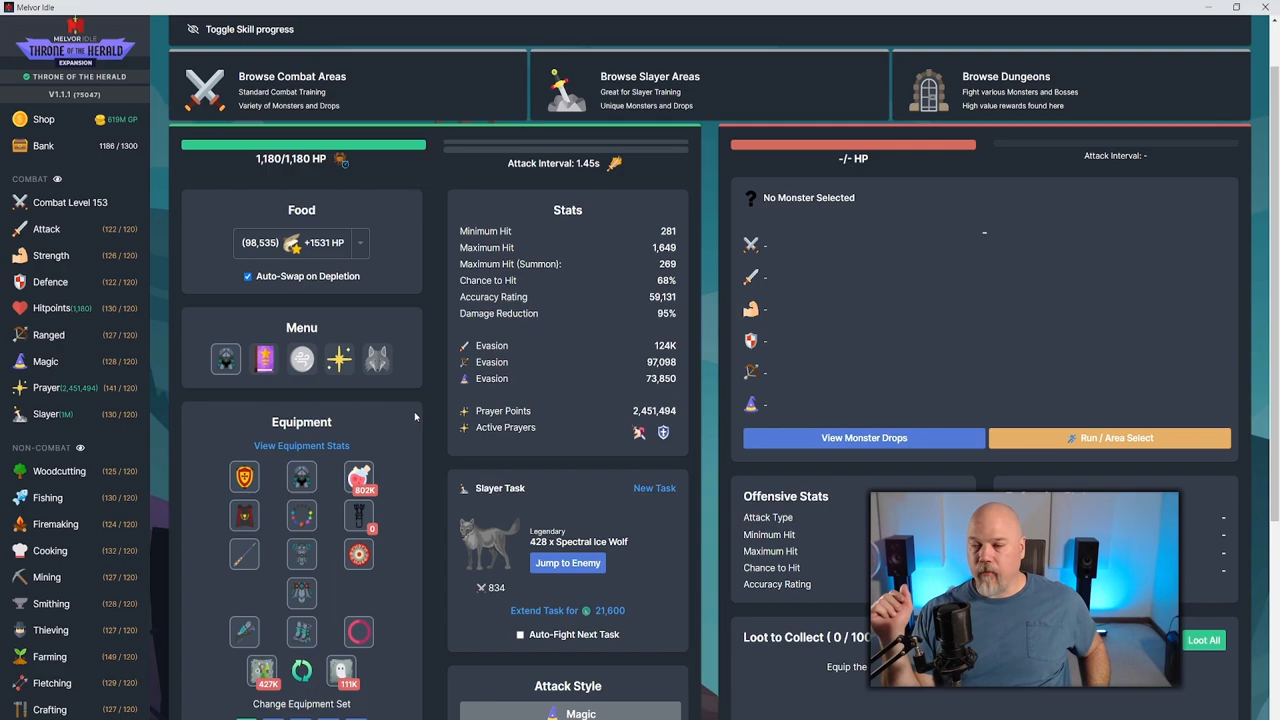 Melvor Idle
MELVOR IDLE
THRONE OF THE HERALD
EXPANSION
THRONE OF THE HERALD
V1.1.1 (?5047)
Shop 619M GP
Bank 1186 / 1300
COMBAT
Combat Level 153
Attack (122 / 120)
Strength (126 / 120)
Defence (122 / 120)
Hitpoints(1,180) (130 / 120)
Ranged (127 / 120)
Magic (128 / 120)
Prayer(2,451,494) (141 / 120)
Slayer(1M) (130 / 120)
NON-COMBAT
Woodcutting (125 / 120)
Fishing (130 / 120)
Firemaking (124 / 120)
Cooking (132 / 120)
Mining (127 / 120)
Smithing (128 / 120)
Thieving (127 / 120)
Farming (149 / 120)
Fletching (129 / 120)
Crafting (127 / 120)
Toggle Skill progress
Browse Combat Areas
Standard Combat Training
Variety of Monsters and Drops
Browse Slayer Areas
Great for Slayer Training
Unique Monsters and Drops
Browse Dungeons
Fight various Monsters and Bosses
High value rewards found here
1,180/1,180 HP
Attack Interval: 1.45s
Food
(98,535) +1531 HP
Auto-Swap on Depletion
Menu
Equipment
View Equipment Stats
802K
0
427K
111K
Change Equipment Set
Stats
Minimum Hit 281
Maximum Hit 1,649
Maximum Hit (Summon): 269
Chance to Hit 68%
Accuracy Rating 59,131
Damage Reduction 95%
Evasion 124K
Evasion 97,098
Evasion 73,850
Prayer Points 2,451,494
Active Prayers
Slayer Task New Task
Legendary
428 x Spectral Ice Wolf
Jump to Enemy
834
Extend Task for 21,600
Auto-Fight Next Task
Attack Style
Magic
-/- HP
Attack Interval: -
? No Monster Selected
-
-
-
-
-
-
-
View Monster Drops
Run / Area Select
Offensive Stats
Attack Type -
Minimum Hit -
Maximum Hit -
Chance to Hit -
Accuracy Rating
Loot to Collect ( 0 / 100
Loot All
Equip the